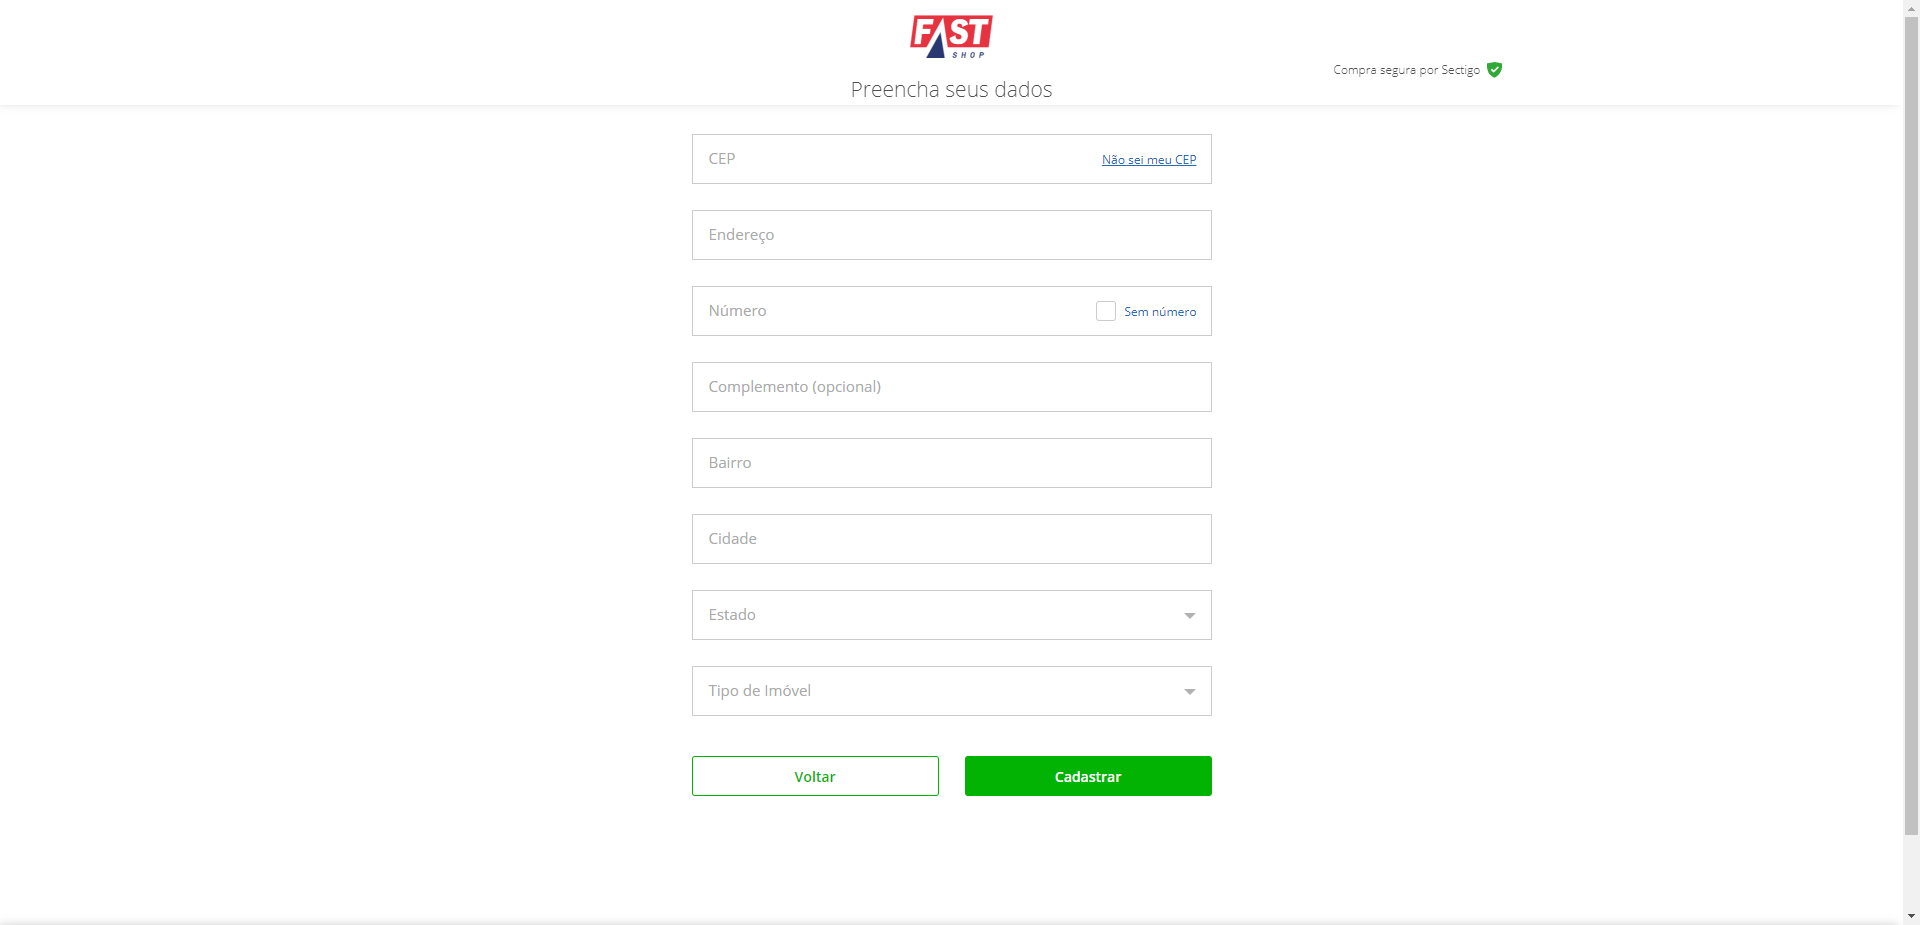 FAST
SHOP
Compra segura por Sectigo
Preencha seus dados
CEP
Não sei meu CEP
Endereço
Número
Sem número
Complemento (opcional)
Bairro
Cidade
Estado
Tipo de Imóvel
Voltar
Cadastrar